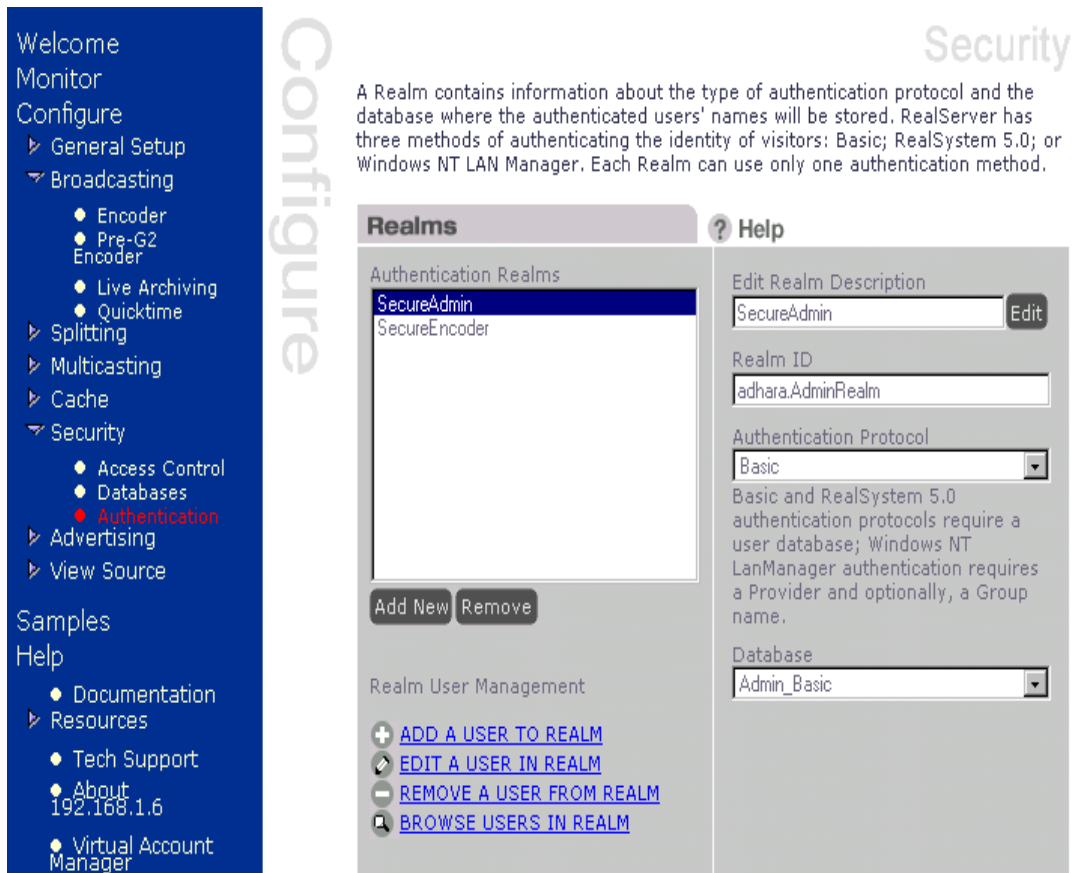 Welcome
Monitor
Configure
General Setup
Broadcasting
Encoder
Pre-G2
Encoder
Live Archiving
Quicktime
Splitting
Multicasting
Cache
Security
Access Control
Databases
Authentication
Advertising
View Source
Samples
Help
Documentation
Resources
Tech Support
About
192.168.1.6
Virtual Account
Manager
Configure
Security
A Realm contains information about the type of authentication protocol and the
database where the authenticated users' names will be stored. RealServer has
three methods of authenticating the identity of visitors: Basic; RealSystem 5.0; or
Windows NT LAN Manager. Each Realm can use only one authentication method.
Realms
Authentication Realms
SecureAdmin
SecureEncoder
Add New Remove
Realm User Management
ADD A USER TO REALM
EDIT A USER IN REALM
REMOVE A USER FROM REALM
BROWSE USERS IN REALM
? Help
Edit Realm Description
SecureAdmin Edit
Realm ID
adhara.AdminRealm
Authentication Protocol
Basic
Basic and RealSystem 5.0
authentication protocols require a
user database; Windows NT
LanManager authentication requires
a Provider and optionally, a Group
name.
Database
Admin_Basic